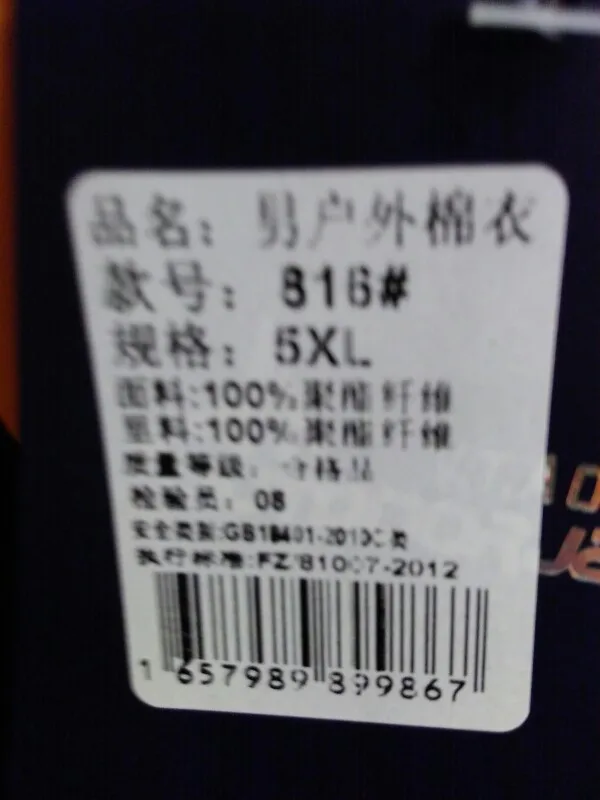 品名: 男户外棉衣
款号: 816#
规格: 5XL
面料:100%聚酯纤维
里料:100%聚酯纤维
质量等级: 合格品
检验员: 08
安全类别:GB18401-2010C类
执行标准:FZ/81007-2012
1 657989 899867